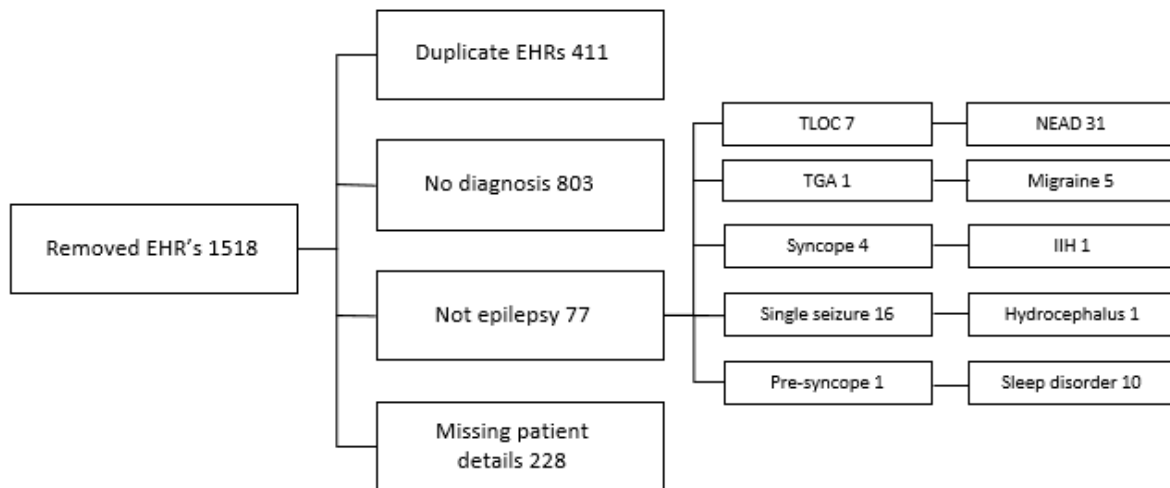 Removed EHR's 1518
Duplicate EHRs 411
No diagnosis 803
Not epilepsy 77
Missing patient
details 228
TLOC 7
NEAD 31
TGA 1
Migraine 5
Syncope 4
IIH 1
Single seizure 16
Hydrocephalus 1
Pre-syncope 1
Sleep disorder 10